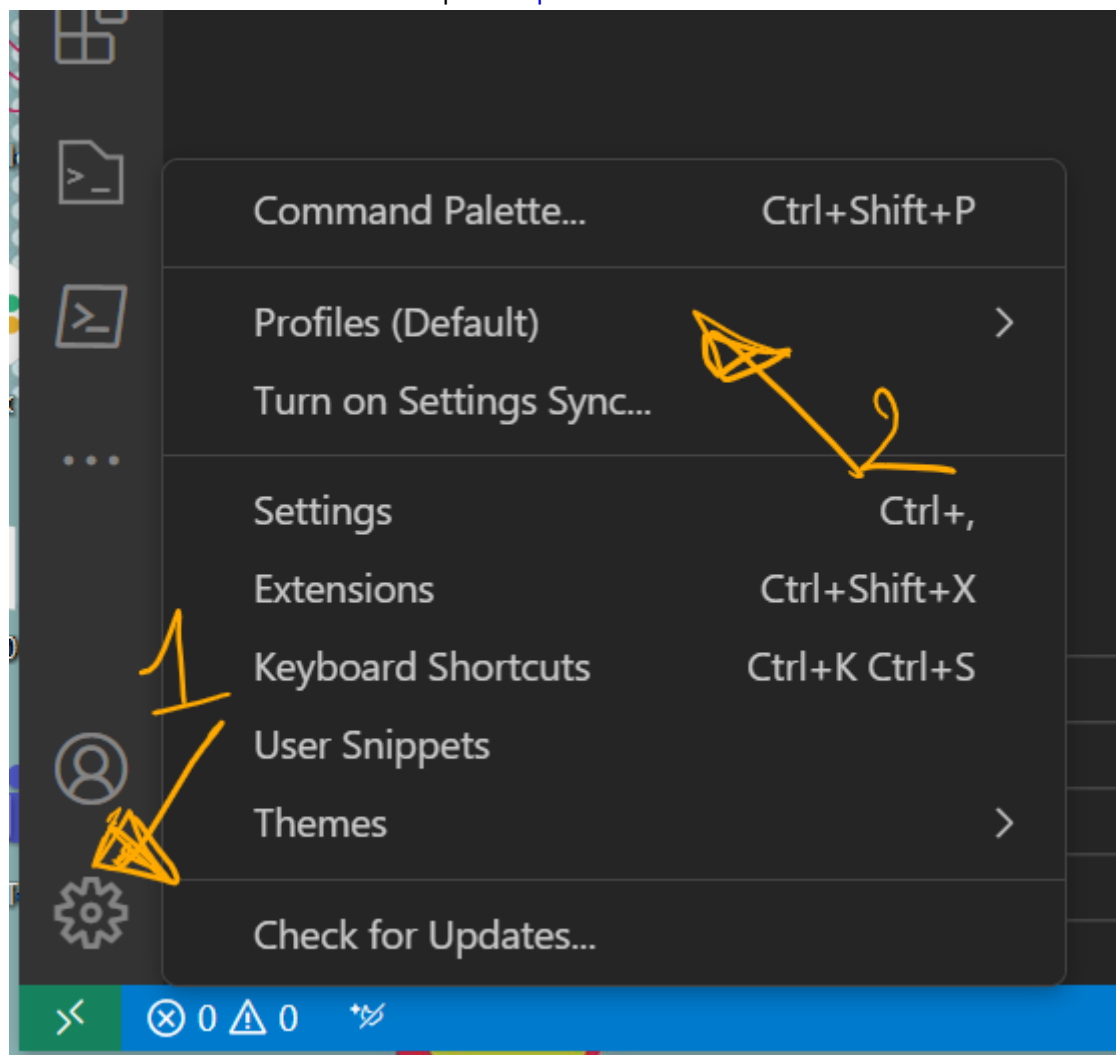 Command Palette... Ctrl+Shift+P
Profiles (Default)
2
Turn on Settings Sync...
Settings Ctrl+,
Extensions Ctrl+Shift+X
1
Keyboard Shortcuts Ctrl+K Ctrl+S
User Snippets
Themes
Check for Updates...
0 0